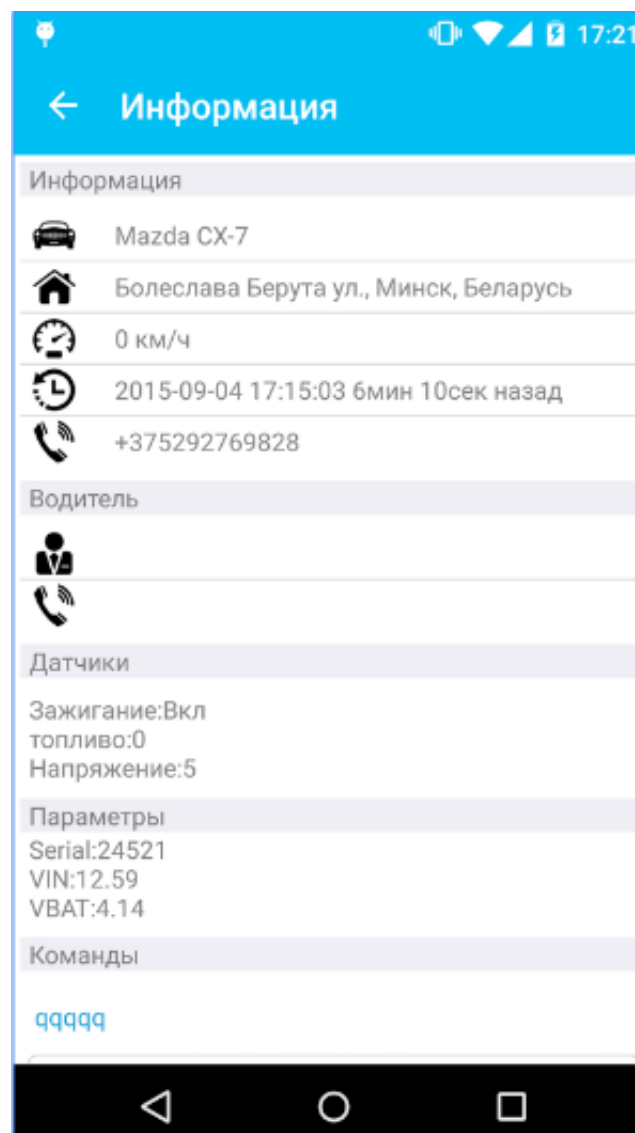 17:21
Информация
Информация
Mazda CX-7
Болеслава Берута ул., Минск, Беларусь
0 км/ч
2015-09-04 17:15:03 6мин 10сек назад
+375292769828
Водитель
Датчики
Зажигание:Вкл
топливо:0
Напряжение:5
Параметры
Serial:24521
VIN:12.59
VBAT:4.14
Команды
qqqqq